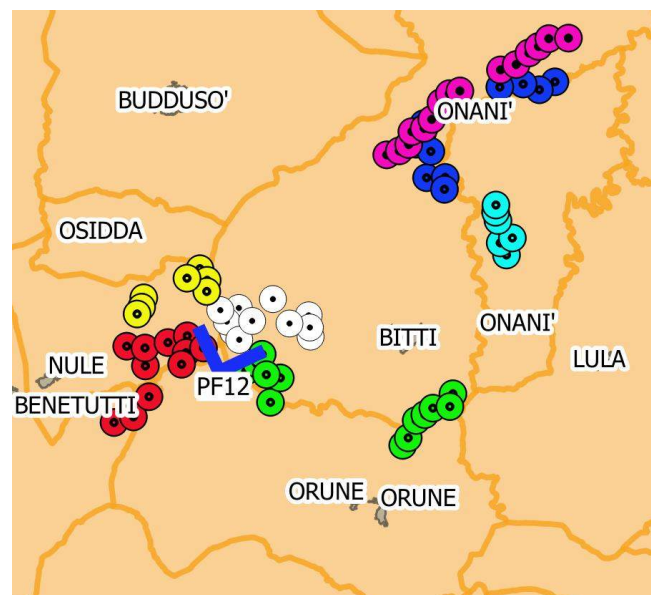 BUDDUSO'
ONANI'
OSIDDA
ONANI'
BITTI
LULA
NULE
PF12
BENETUTTI
ORUNE
ORUNE